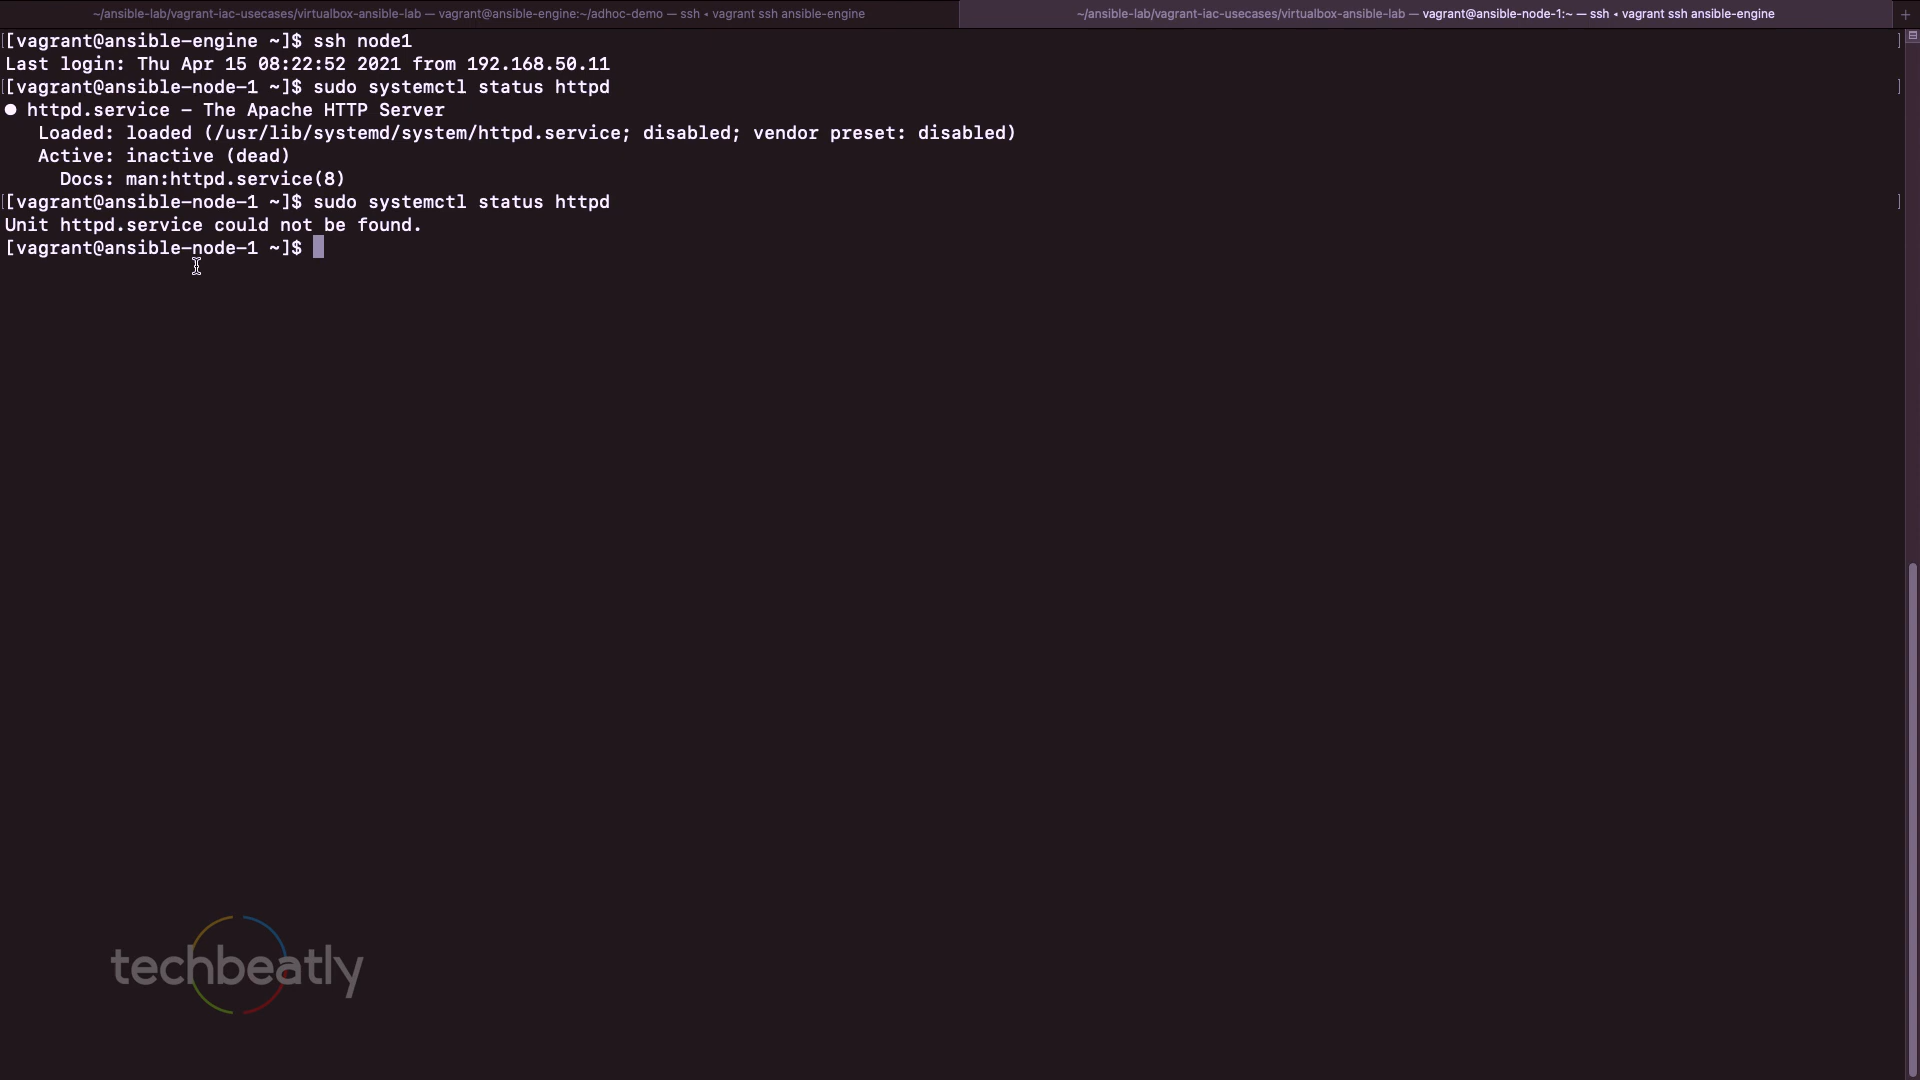 ~/ansible-lab/vagrant-iac-usecases/virtualbox-ansible-lab — vagrant@ansible-engine:~/adhoc-demo — ssh ◂ vagrant ssh ansible-engine
~/ansible-lab/vagrant-iac-usecases/virtualbox-ansible-lab — vagrant@ansible-node-1:~ — ssh ◂ vagrant ssh ansible-engine +
[[vagrant@ansible-engine ~]$ ssh node1 ]
Last login: Thu Apr 15 08:22:52 2021 from 192.168.50.11
[[vagrant@ansible-node-1 ~]$ sudo systemctl status httpd ]
● httpd.service – The Apache HTTP Server
Loaded: loaded (/usr/lib/systemd/system/httpd.service; disabled; vendor preset: disabled)
Active: inactive (dead)
Docs: man:httpd.service(8)
[[vagrant@ansible-node-1 ~]$ sudo systemctl status httpd ]
Unit httpd.service could not be found.
[vagrant@ansible-node-1 ~]$
techbeatly